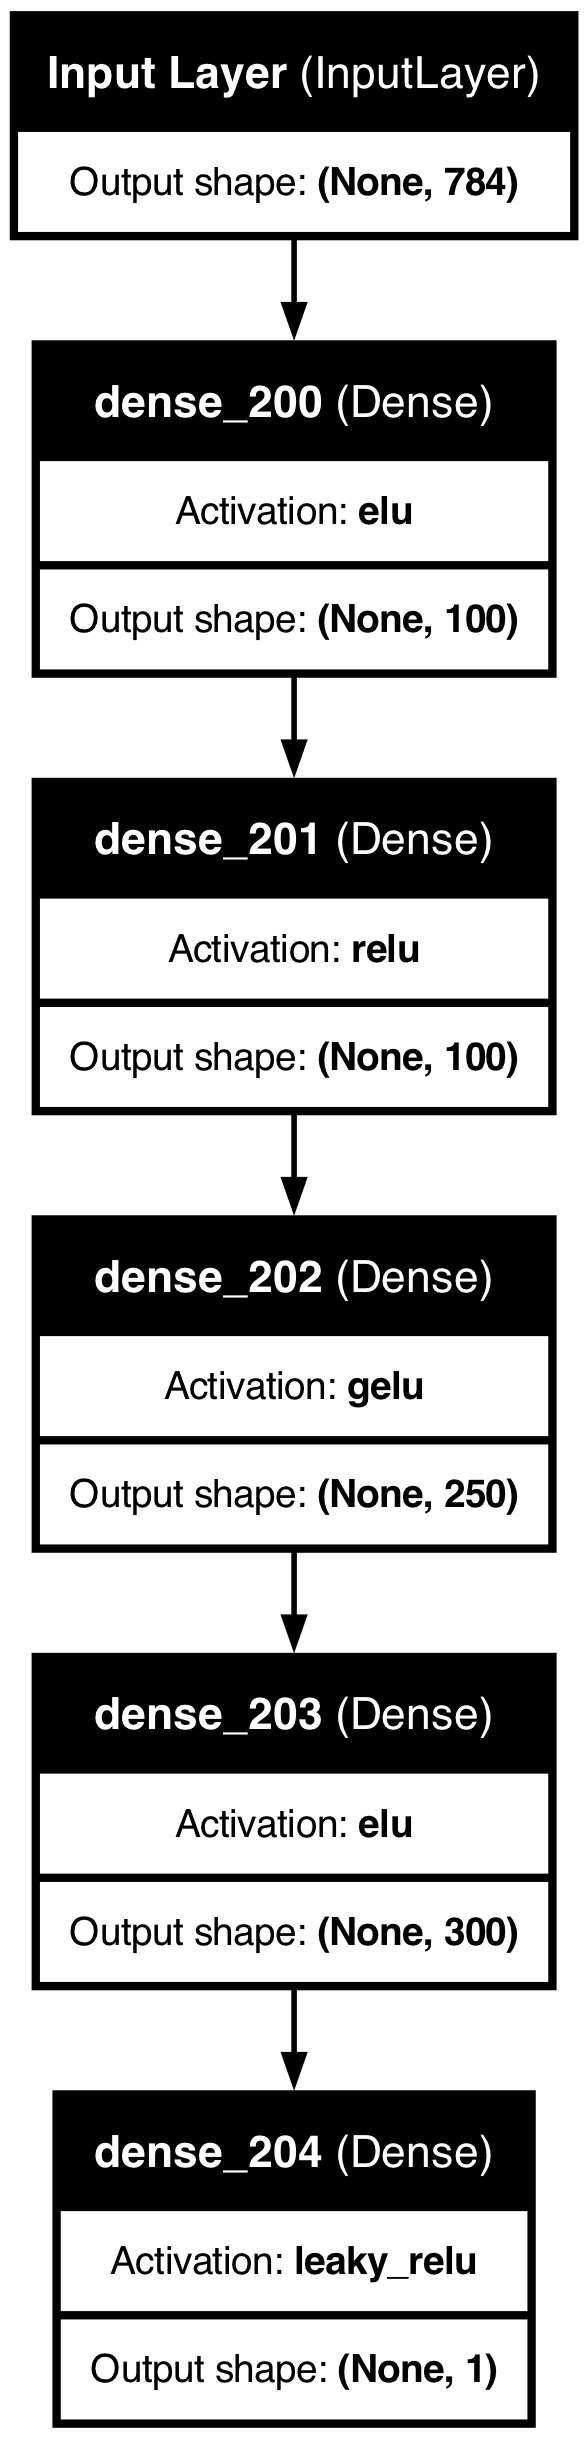 Input Layer (InputLayer)
Output shape: (None, 784)
dense_200 (Dense)
Activation: elu
Output shape: (None, 100)
dense_201 (Dense)
Activation: relu
Output shape: (None, 100)
dense_202 (Dense)
Activation: gelu
Output shape: (None, 250)
dense_203 (Dense)
Activation: elu
Output shape: (None, 300)
dense_204 (Dense)
Activation: leaky_relu
Output shape: (None, 1)